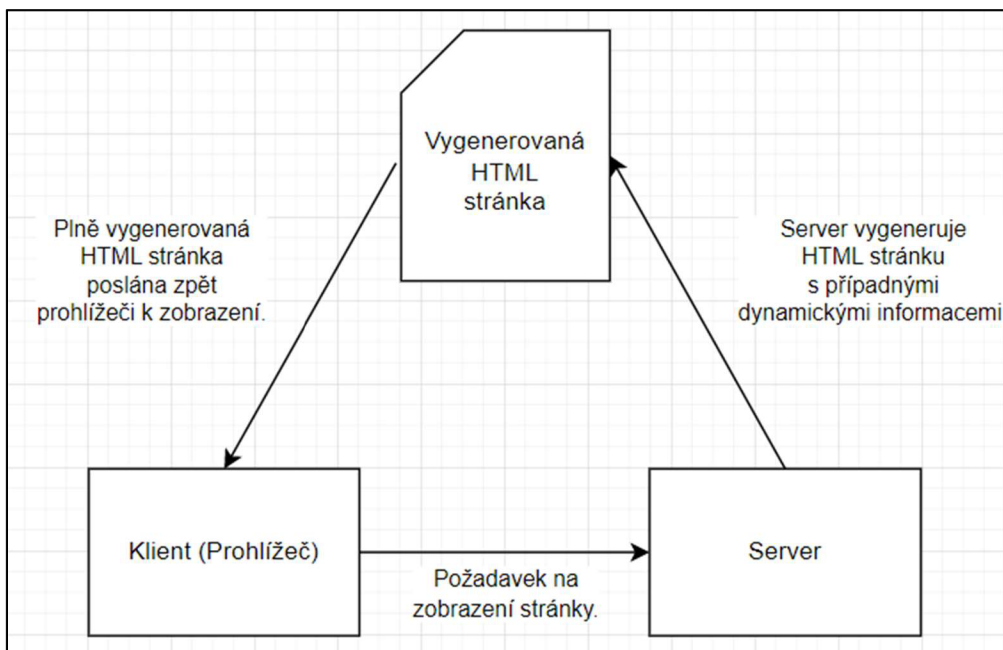 Vygenerovaná
HTML
stránka
Plně vygenerovaná
HTML stránka
poslána zpět
prohlížeči k zobrazení.
Server vygeneruje
HTML stránku
s případnými
dynamickými informacemi
Klient (Prohlížeč)
Požadavek na
zobrazení stránky.
Server